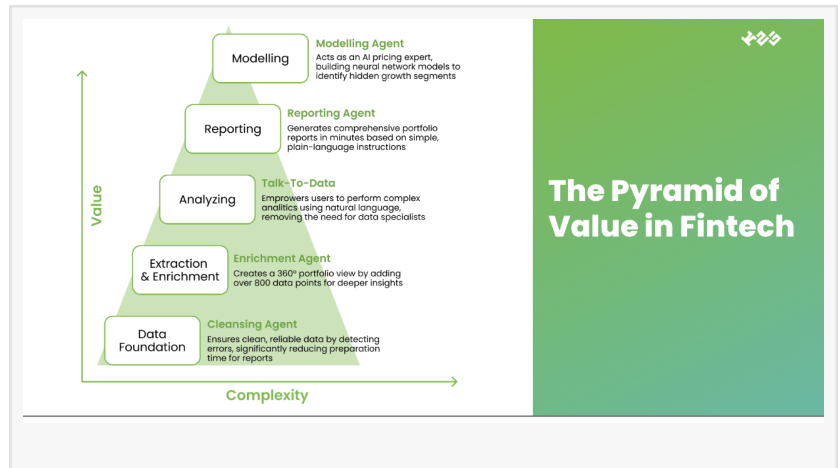 Modelling
Modelling Agent
Acts as an AI pricing expert,
building neural network models to
identify hidden growth segments
Reporting
Reporting Agent
Generates comprehensive portfolio
reports in minutes based on simple,
plain-language instructions
Analyzing
Talk-To-Data
Emprowers users to perform complex
analitics using natural language,
removing the need for data specialists
Extraction
& Enrichment
Enrichment Agent
Creates a 360º portfolio view by adding
over 800 data points for deeper insights
Data
Foundation
Cleansing Agent
Ensures clean, reliable data by detecting
errors, significantly reducing preparation
time for reports
Value
Complexity
The Pyramid of
Value in Fintech